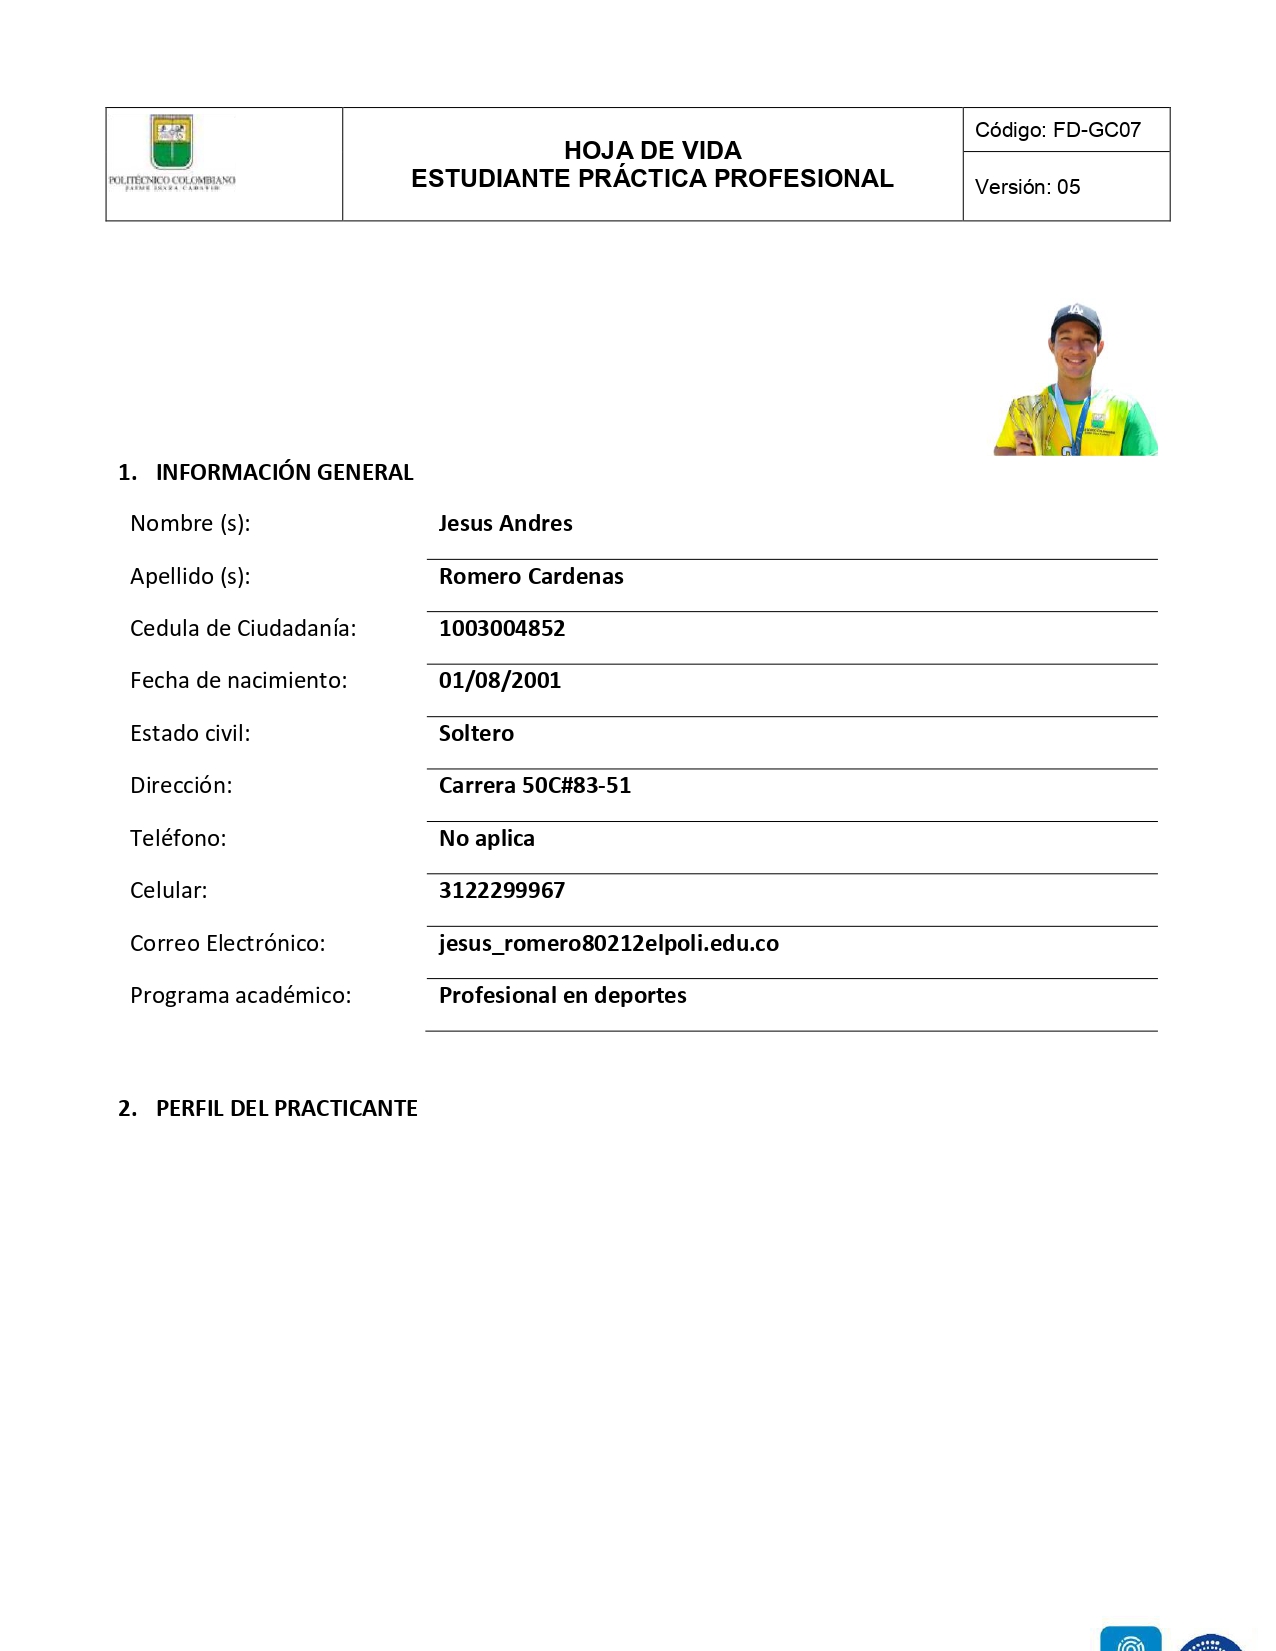 POLITÉCNICO COLOMBIANO
JAIME ISAZA CADAVID
HOJA DE VIDA
ESTUDIANTE PRÁCTICA PROFESIONAL
Código: FD-GC07
Versión: 05
LA
1. INFORMACIÓN GENERAL
Nombre (s): Jesus Andres
Apellido (s): Romero Cardenas
Cedula de Ciudadanía: 1003004852
Fecha de nacimiento: 01/08/2001
Estado civil: Soltero
Dirección: Carrera 50C#83-51
Teléfono: No aplica
Celular: 3122299967
Correo Electrónico: jesus_romero80212elpoli.edu.co
Programa académico: Profesional en deportes
2. PERFIL DEL PRACTICANTE